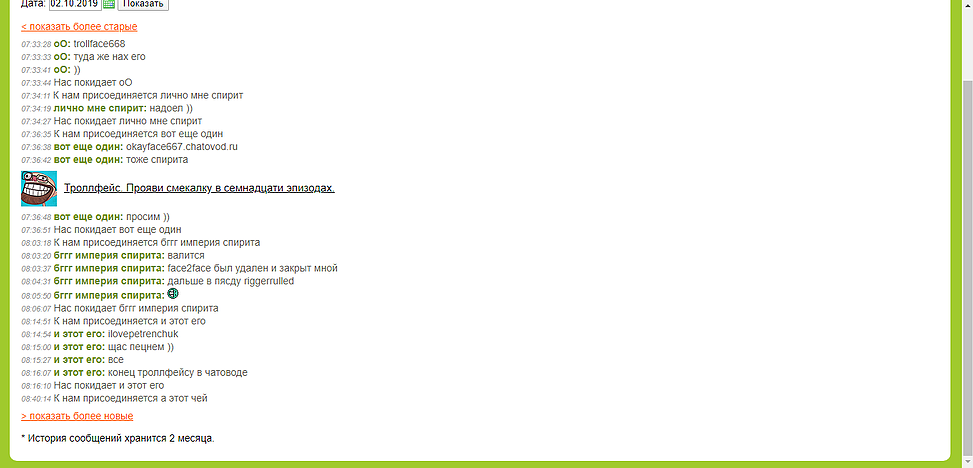 Дата: 02.10.2019 Показать
< показать более старые
07:33:28 оО: trollface668
07:33:33 оО: туда же нах его
07:33:41 оО: ))
07:33:44 Нас покидает оО
07:34:11 К нам присоединяется лично мне спирит
07:34:19 лично мне спирит: надоел ))
07:34:27 Нас покидает лично мне спирит
07:36:35 К нам присоединяется вот еще один
07:36:38 вот еще один: okayface667.chatovod.ru
07:36:42 вот еще один: тоже спирита
Троллфейс. Прояви смекалку в семнадцати эпизодах.
07:36:48 вот еще один: просим ))
07:36:51 Нас покидает вот еще один
08:03:18 К нам присоединяется бггг империя спирита
08:03:20 бггг империя спирита: валится
08:03:37 бггг империя спирита: face2face был удален и закрыт мной
08:04:31 бггг империя спирита: дальше в пясду riggerrulled
08:05:50 бггг империя спирита:
08:06:07 Нас покидает бггг империя спирита
08:14:51 К нам присоединяется и этот его
08:14:54 и этот его: ilovepetrenchuk
08:15:00 и этот его: щас пецнем ))
08:15:27 и этот его: все
08:16:07 и этот его: конец троллфейсу в чатоводе
08:16:10 Нас покидает и этот его
08:40:14 К нам присоединяется а этот чей
> показать более новые
* История сообщений хранится 2 месяца.